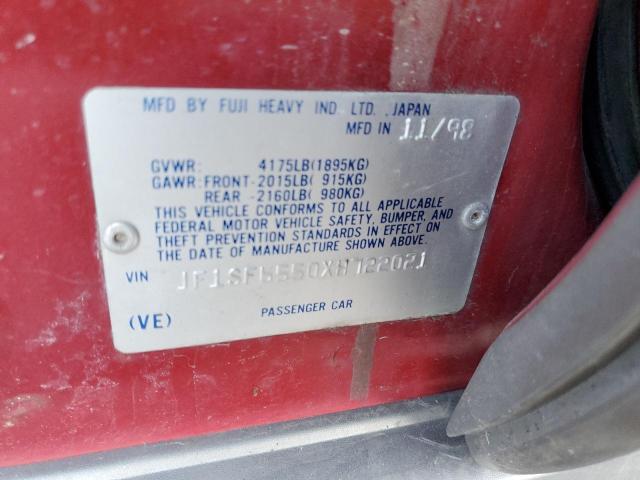 MFD BY FUJI HEAVY IND. LTD. ,JAPAN
MFD IN 11/98
GVWR: 4175LB(1895KG)
GAWR:FRONT-2015LB( 915KG)
REAR -2160LB( 980KG)
THIS VEHICLE CONFORMS TO ALL APPLICABLE
FEDERAL MOTOR VEHICLE SAFETY, BUMPER, AND
THEFT PREVENTION STANDARDS IN EFFECT ON
THE DATE OF MANUFACTURE SHOWN ABOVE.
VIN JF1SF6550XH722021
(VE) PASSENGER CAR